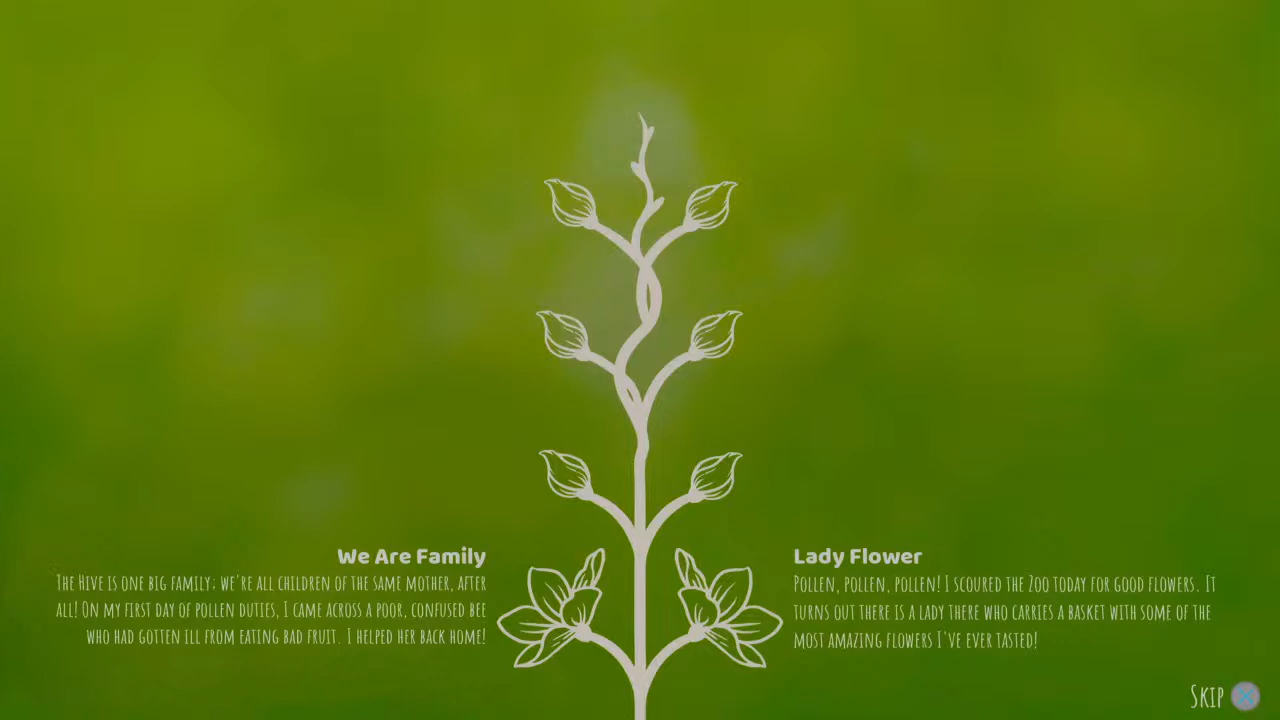 We Are Family
The Hive is one big family; we're all children of the same mother, after
all! On my first day of pollen duties, I came across a poor, confused bee
who had gotten ill from eating bad fruit. I helped her back home!
Lady Flower
Pollen, pollen, pollen! I scoured the Zoo today for good flowers. It
turns out there is a lady there who carries a basket with some of the
most amazing flowers I've ever tasted!
Skip